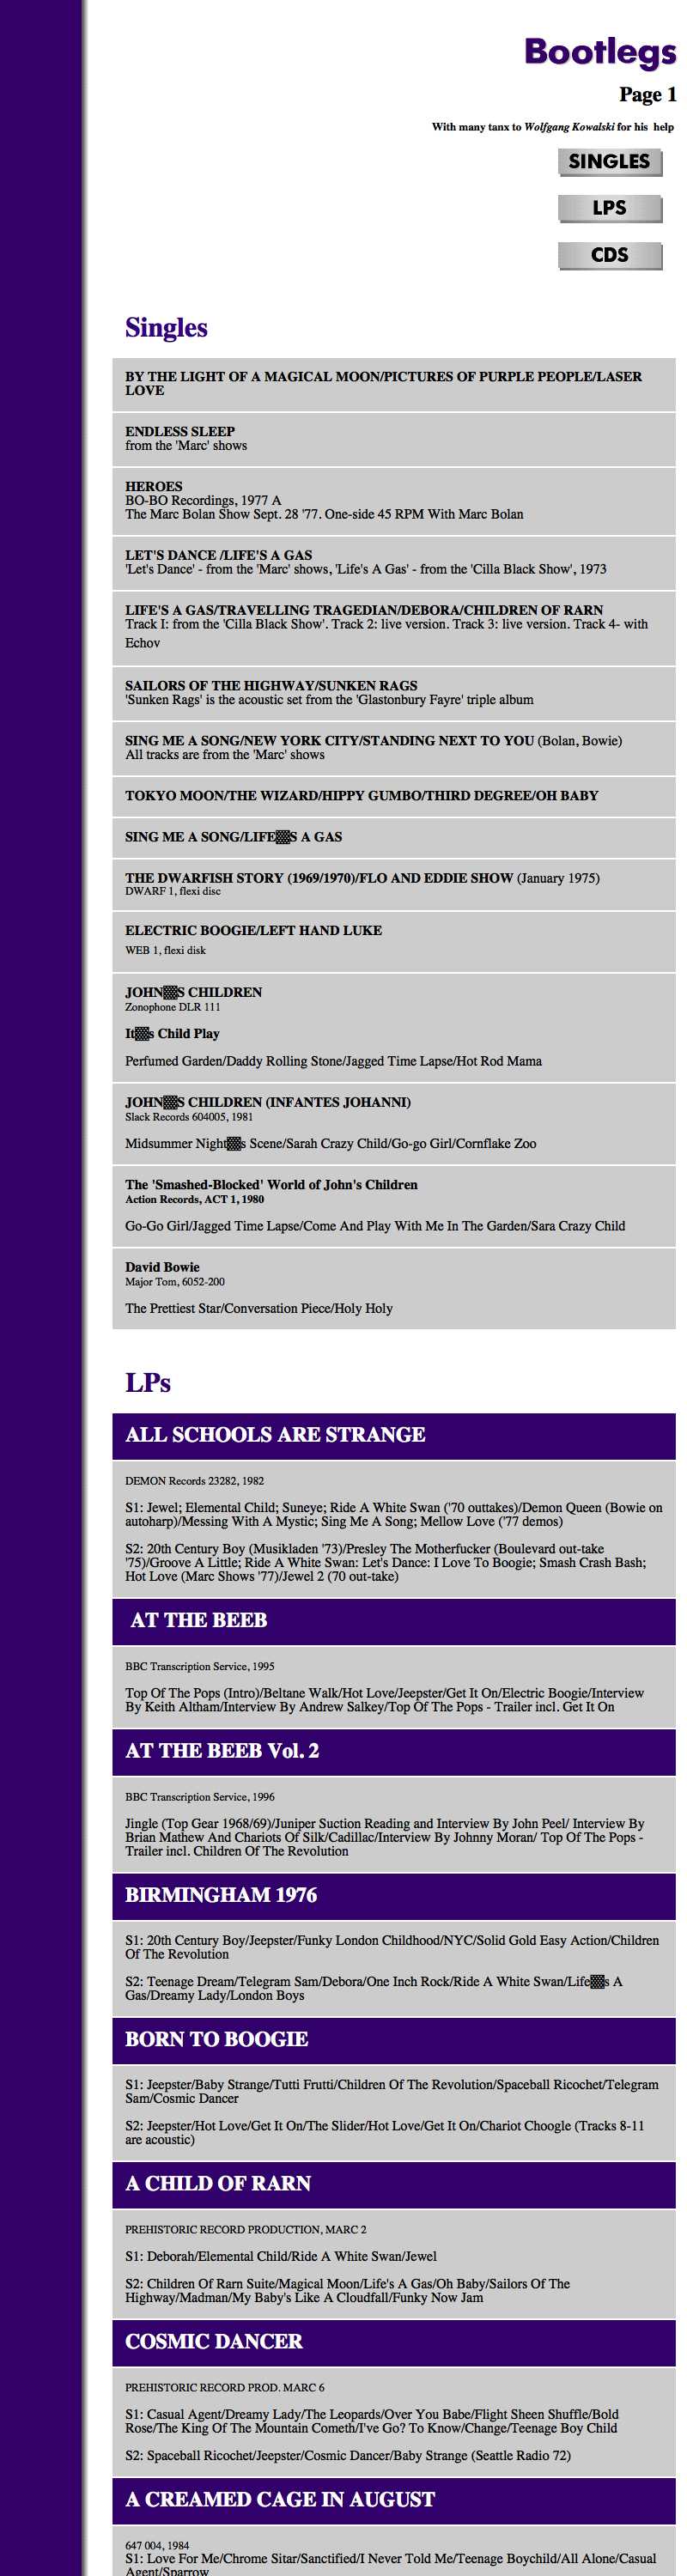 Bootlegs
Page 1
With many tanx to Wolfgang Kowalski for his help
SINGLES
LPS
CDS
Singles
BY THE LIGHT OF A MAGICAL MOON/PICTURES OF PURPLE PEOPLE/LASER
LOVE
ENDLESS SLEEP
from the 'Marc' shows
HEROES
BO-BO Recordings, 1977 A
The Marc Bolan Show Sept. 28 '77. One-side 45 RPM With Marc Bolan
LET'S DANCE /LIFE'S A GAS
'Let's Dance' - from the 'Marc' shows, 'Life's A Gas' - from the 'Cilla Black Show', 1973
LIFE'S A GAS/TRAVELLING TRAGEDIAN/DEBORA/CHILDREN OF RARN
Track I: from the 'Cilla Black Show'. Track 2: live version. Track 3: live version. Track 4- with
Echov
SAILORS OF THE HIGHWAY/SUNKEN RAGS
'Sunken Rags' is the acoustic set from the 'Glastonbury Fayre' triple album
SING ME A SONG/NEW YORK CITY/STANDING NEXT TO YOU (Bolan, Bowie)
All tracks are from the 'Marc' shows
TOKYO MOON/THE WIZARD/HIPPY GUMBO/THIRD DEGREE/OH BABY
SING ME A SONG/LIFE▓▓S A GAS
THE DWARFISH STORY (1969/1970)/FLO AND EDDIE SHOW (January 1975)
DWARF 1, flexi disc
ELECTRIC BOOGIE/LEFT HAND LUKE
WEB 1, flexi disk
JOHN▓▓S CHILDREN
Zonophone DLR 111
It▓▓s Child Play
Perfumed Garden/Daddy Rolling Stone/Jagged Time Lapse/Hot Rod Mama
JOHN▓▓S CHILDREN (INFANTES JOHANNI)
Slack Records 604005, 1981
Midsummer Night▓▓s Scene/Sarah Crazy Child/Go-go Girl/Cornflake Zoo
The 'Smashed-Blocked' World of John's Children
Action Records, ACT 1, 1980
Go-Go Girl/Jagged Time Lapse/Come And Play With Me In The Garden/Sara Crazy Child
David Bowie
Major Tom, 6052-200
The Prettiest Star/Conversation Piece/Holy Holy
LPs
ALL SCHOOLS ARE STRANGE
DEMON Records 23282, 1982
S1: Jewel; Elemental Child; Suneye; Ride A White Swan ('70 outtakes)/Demon Queen (Bowie on
autoharp)/Messing With A Mystic; Sing Me A Song; Mellow Love ('77 demos)
S2: 20th Century Boy (Musikladen '73)/Presley The Motherfucker (Boulevard out-take
'75)/Groove A Little; Ride A White Swan: Let's Dance: I Love To Boogie; Smash Crash Bash;
Hot Love (Marc Shows '77)/Jewel 2 (70 out-take)
AT THE BEEB
BBC Transcription Service, 1995
Top Of The Pops (Intro)/Beltane Walk/Hot Love/Jeepster/Get It On/Electric Boogie/Interview
By Keith Altham/Interview By Andrew Salkey/Top Of The Pops - Trailer incl. Get It On
AT THE BEEB Vol. 2
BBC Transcription Service, 1996
Jingle (Top Gear 1968/69)/Juniper Suction Reading and Interview By John Peel/ Interview By
Brian Mathew And Chariots Of Silk/Cadillac/Interview By Johnny Moran/ Top Of The Pops -
Trailer incl. Children Of The Revolution
BIRMINGHAM 1976
S1: 20th Century Boy/Jeepster/Funky London Childhood/NYC/Solid Gold Easy Action/Children
Of The Revolution
S2: Teenage Dream/Telegram Sam/Debora/One Inch Rock/Ride A White Swan/Life▓▓s A
Gas/Dreamy Lady/London Boys
BORN TO BOOGIE
S1: Jeepster/Baby Strange/Tutti Frutti/Children Of The Revolution/Spaceball Ricochet/Telegram
Sam/Cosmic Dancer
S2: Jeepster/Hot Love/Get It On/The Slider/Hot Love/Get It On/Chariot Choogle (Tracks 8-11
are acoustic)
A CHILD OF RARN
PREHISTORIC RECORD PRODUCTION, MARC 2
S1: Deborah/Elemental Child/Ride A White Swan/Jewel
S2: Children Of Rarn Suite/Magical Moon/Life's A Gas/Oh Baby/Sailors Of The
Highway/Madman/My Baby's Like A Cloudfall/Funky Now Jam
COSMIC DANCER
PREHISTORIC RECORD PROD. MARC 6
S1: Casual Agent/Dreamy Lady/The Leopards/Over You Babe/Flight Sheen Shuffle/Bold
Rose/The King Of The Mountain Cometh/I've Go? To Know/Change/Teenage Boy Child
S2: Spaceball Ricochet/Jeepster/Cosmic Dancer/Baby Strange (Seattle Radio 72)
A CREAMED CAGE IN AUGUST
647 004, 1984
S1: Love For Me/Chrome Sitar/Sanctified/I Never Told Me/Teenage Boychild/All Alone/Casual
Agent/Sparrow